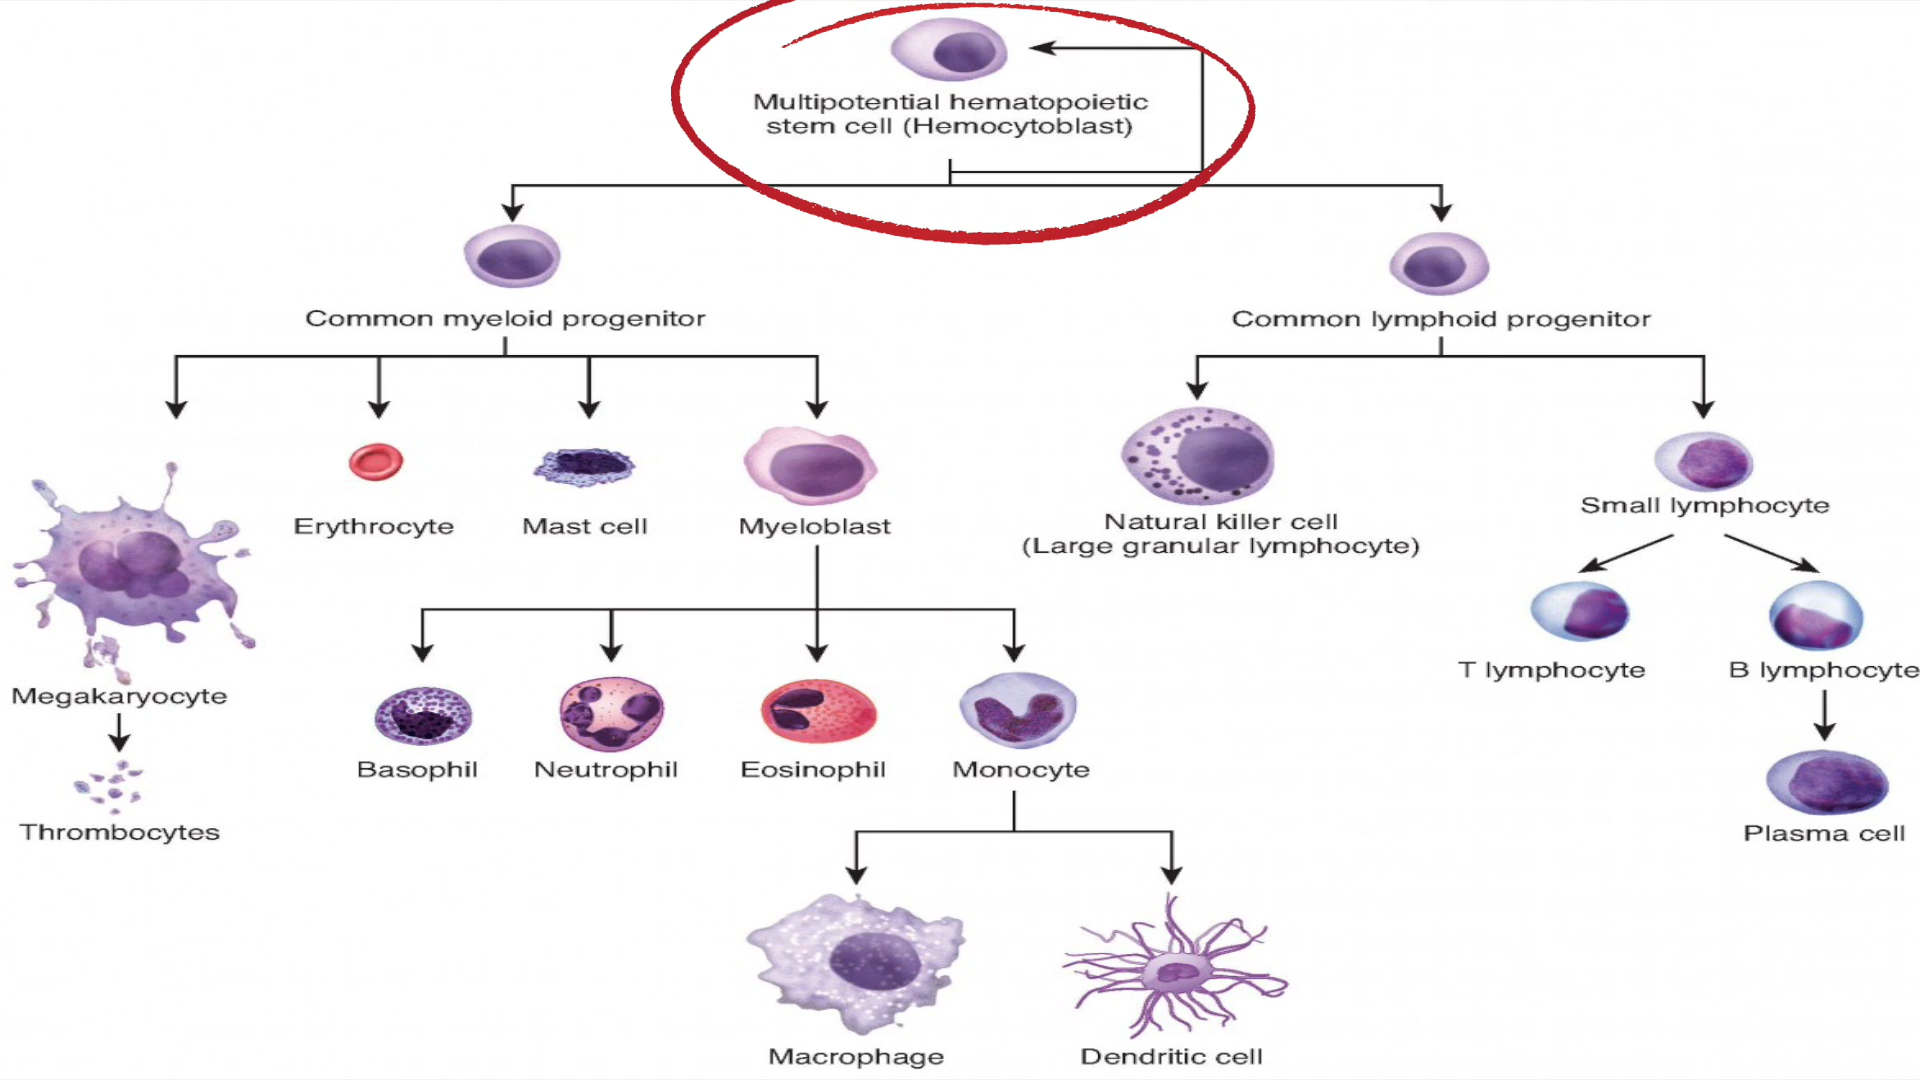 Multipotential hematopoietic
stem cell (Hemocytoblast)
Common myeloid progenitor
Common lymphoid progenitor
Erythrocyte
Mast cell
Myeloblast
Natural killer cell
(Large granular lymphocyte)
Small lymphocyte
T lymphocyte
B lymphocyte
Megakaryocyte
Basophil
Neutrophil
Eosinophil
Monocyte
Thrombocytes
Plasma cell
Macrophage
Dendritic cell